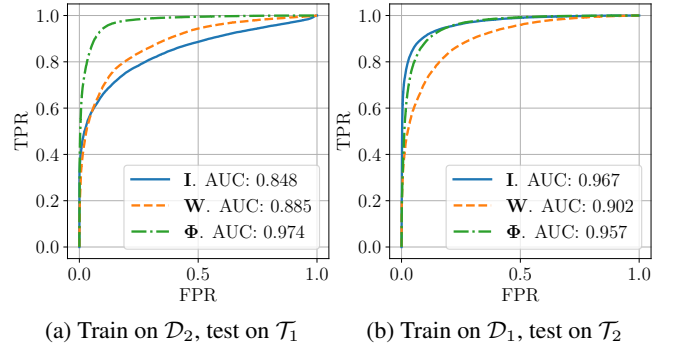 1.0
0.8
0.6
0.4
0.2
0.0
TPR
I. AUC: 0.848
W. AUC: 0.885
Φ. AUC: 0.974
0.0 0.5 1.0
FPR
(a) Train on 𝒟₂, test on 𝒯₁
1.0
0.8
0.6
0.4
0.2
0.0
TPR
I. AUC: 0.967
W. AUC: 0.902
Φ. AUC: 0.957
0.0 0.5 1.0
FPR
(b) Train on 𝒟₁, test on 𝒯₂